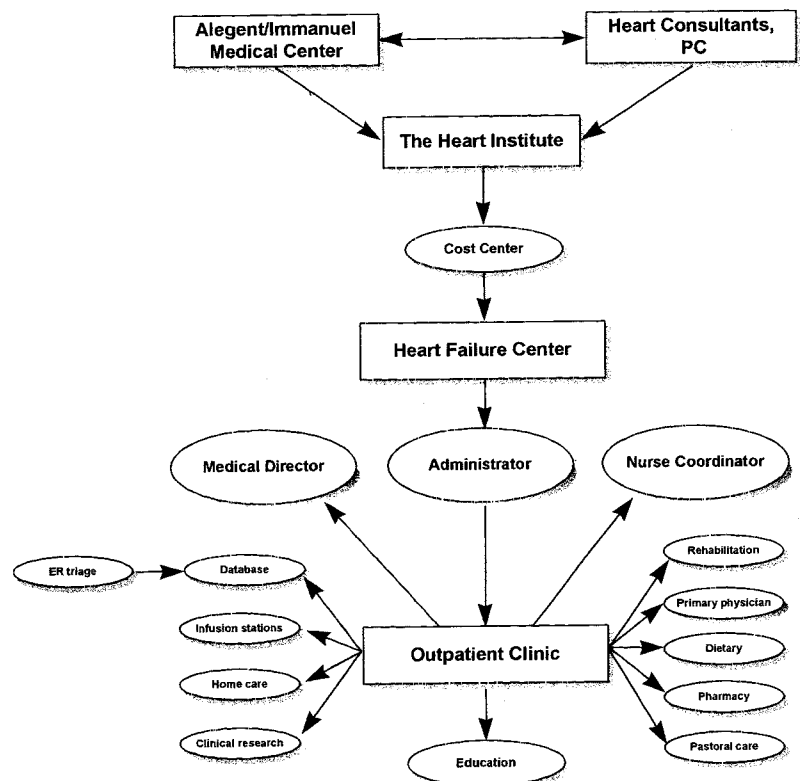 Alegent/Immanuel
Medical Center
Heart Consultants,
PC
The Heart Institute
Cost Center
Heart Failure Center
Medical Director
Administrator
Nurse Coordinator
ER triage
Database
Rehabilitation
Infusion stations
Primary physician
Outpatient Clinic
Dietary
Home care
Pharmacy
Clinical research
Education
Pastoral care